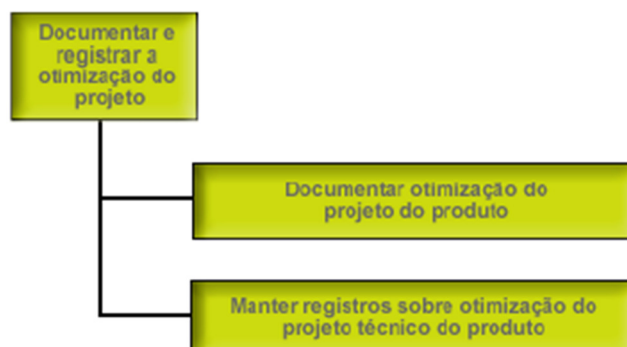 Documentar e
registrar a
otimização do
projeto
Documentar otimização do
projeto do produto
Manter registros sobre otimização do
projeto técnico do produto